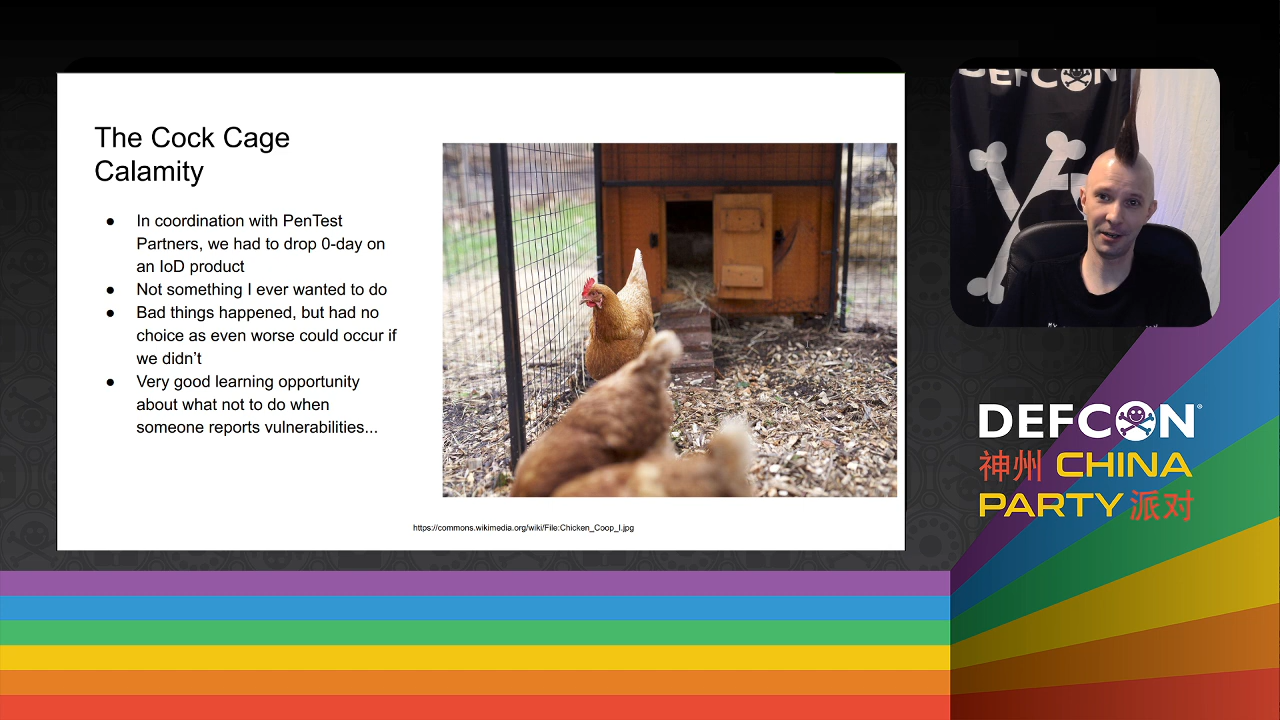 The Cock Cage
Calamity
● In coordination with PenTest
Partners, we had to drop 0-day on
an IoD product
● Not something I ever wanted to do
● Bad things happened, but had no
choice as even worse could occur if
we didn't
● Very good learning opportunity
about what not to do when
someone reports vulnerabilities...
https://commons.wikimedia.org/wiki/File:Chicken_Coop_I.jpg
DEFCON
DEFCON®
神州 CHINA
PARTY 派对